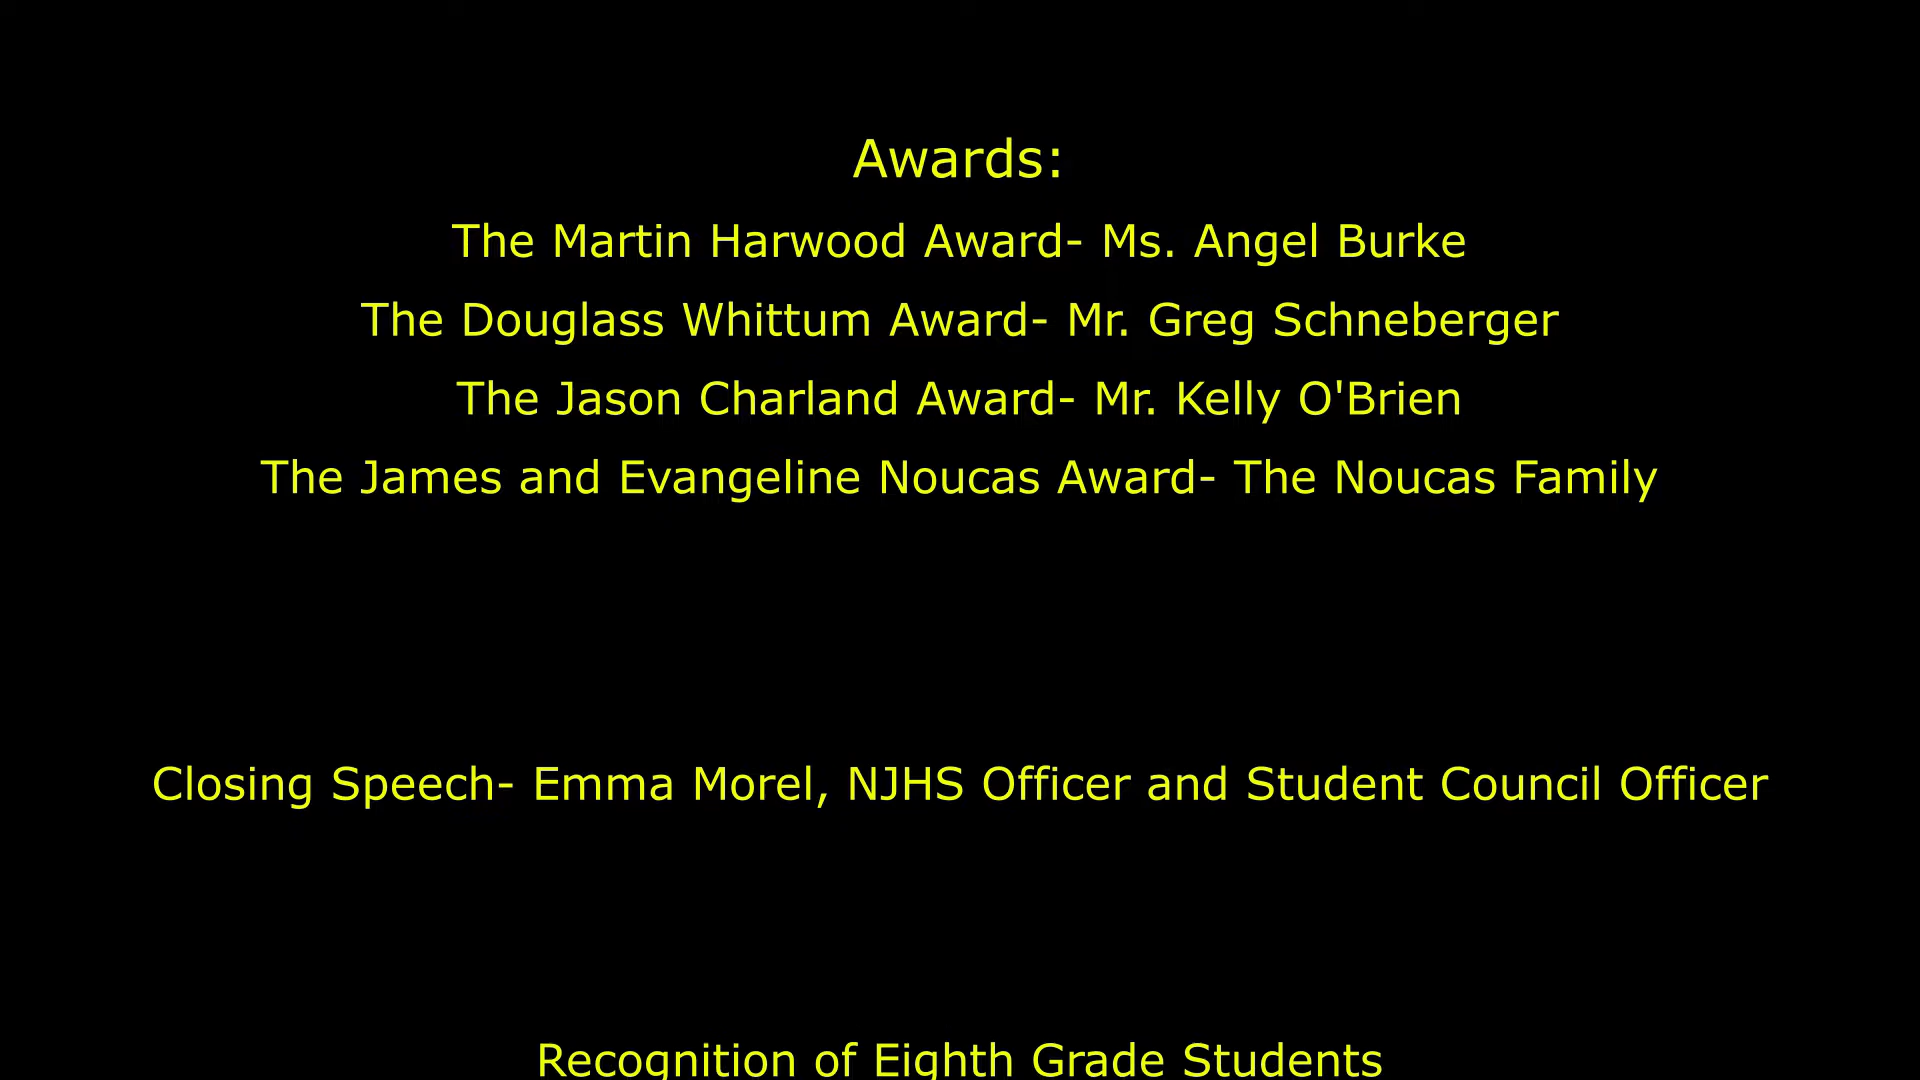 Awards:
The Martin Harwood Award- Ms. Angel Burke
The Douglass Whittum Award- Mr. Greg Schneberger
The Jason Charland Award- Mr. Kelly O'Brien
The James and Evangeline Noucas Award- The Noucas Family
Closing Speech- Emma Morel, NJHS Officer and Student Council Officer
Recognition of Eighth Grade Students